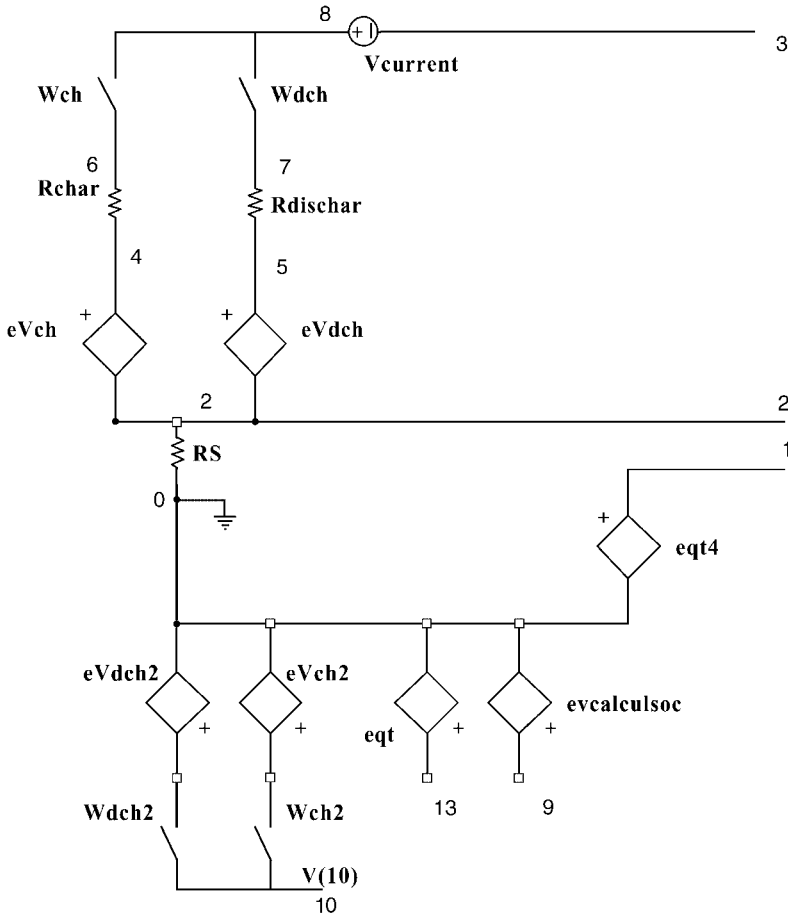 8
+
3
Vcurrent
Wch
Wdch
6
7
Rchar
Rdischar
4
5
+
+
eVch
eVdch
2
2
RS
1
0
+
eqt4
eVdch2
eVch2
evcalculsoc
eqt
+
+
+
+
Wdch2
Wch2
13
9
V(10)
10